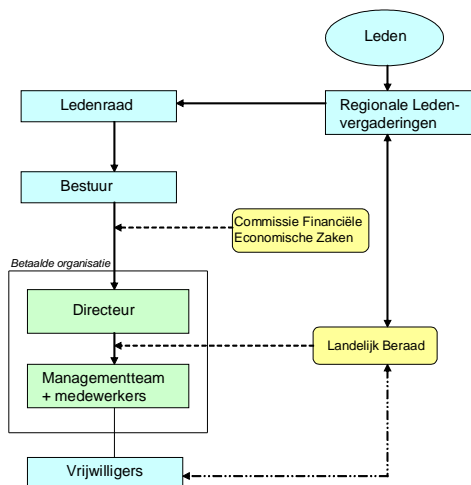 Leden
Ledenraad
Regionale Leden-
vergaderingen
Bestuur
Commissie Financiële
Economische Zaken
Betaalde organisatie
Directeur
Landelijk Beraad
Managementteam
+ medewerkers
Vrijwilligers